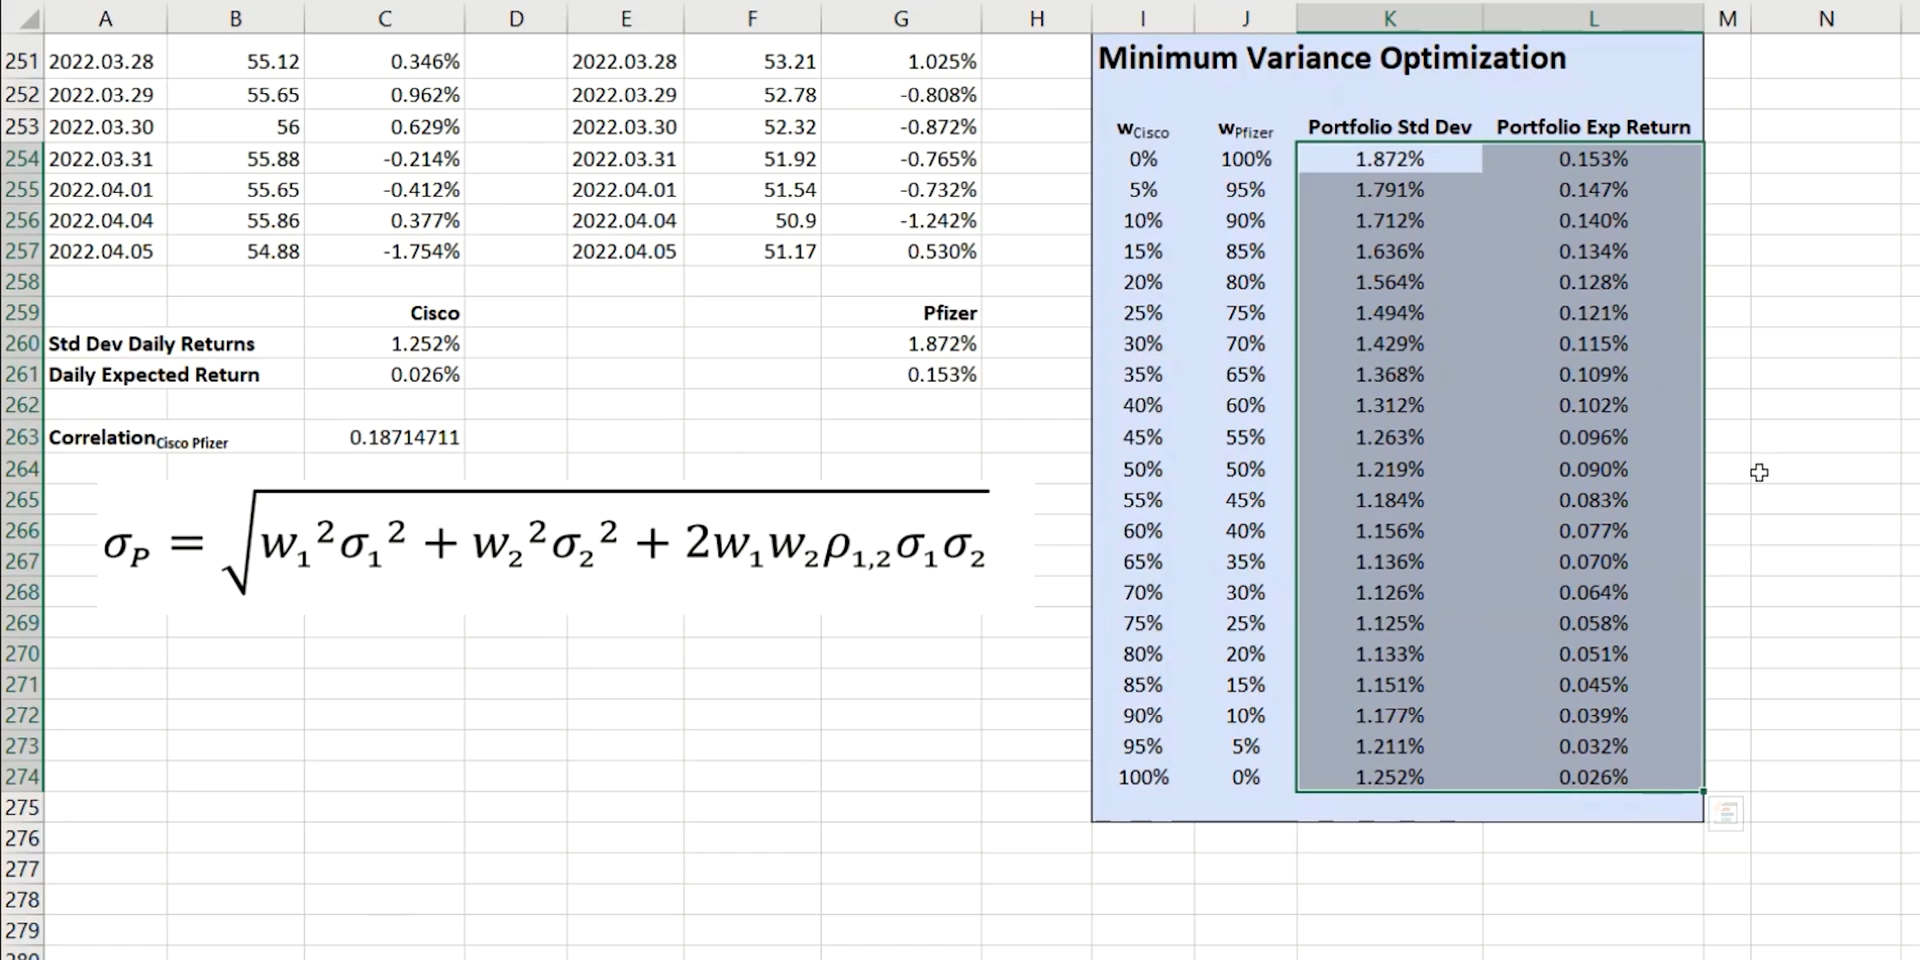 A B C D E F G H I J K L M N
251 2022.03.28 55.12 0.346% 2022.03.28 53.21 1.025% Minimum Variance Optimization
252 2022.03.29 55.65 0.962% 2022.03.29 52.78 -0.808%
253 2022.03.30 56 0.629% 2022.03.30 52.32 -0.872% wCisco wPfizer Portfolio Std Dev Portfolio Exp Return
254 2022.03.31 55.88 -0.214% 2022.03.31 51.92 -0.765% 0% 100% 1.872% 0.153%
255 2022.04.01 55.65 -0.412% 2022.04.01 51.54 -0.732% 5% 95% 1.791% 0.147%
256 2022.04.04 55.86 0.377% 2022.04.04 50.9 -1.242% 10% 90% 1.712% 0.140%
257 2022.04.05 54.88 -1.754% 2022.04.05 51.17 0.530% 15% 85% 1.636% 0.134%
258 20% 80% 1.564% 0.128%
259 Cisco Pfizer 25% 75% 1.494% 0.121%
260 Std Dev Daily Returns 1.252% 1.872% 30% 70% 1.429% 0.115%
261 Daily Expected Return 0.026% 0.153% 35% 65% 1.368% 0.109%
262 40% 60% 1.312% 0.102%
263 CorrelationCisco Pfizer 0.18714711 45% 55% 1.263% 0.096%
264 50% 50% 1.219% 0.090%
265 55% 45% 1.184% 0.083%
266 60% 40% 1.156% 0.077%
σP = √w₁²σ₁² + w₂²σ₂² + 2w₁w₂ρ₁,₂σ₁σ₂
267 65% 35% 1.136% 0.070%
268 70% 30% 1.126% 0.064%
269 75% 25% 1.125% 0.058%
270 80% 20% 1.133% 0.051%
271 85% 15% 1.151% 0.045%
272 90% 10% 1.177% 0.039%
273 95% 5% 1.211% 0.032%
274 100% 0% 1.252% 0.026%
275
276
277
278
279